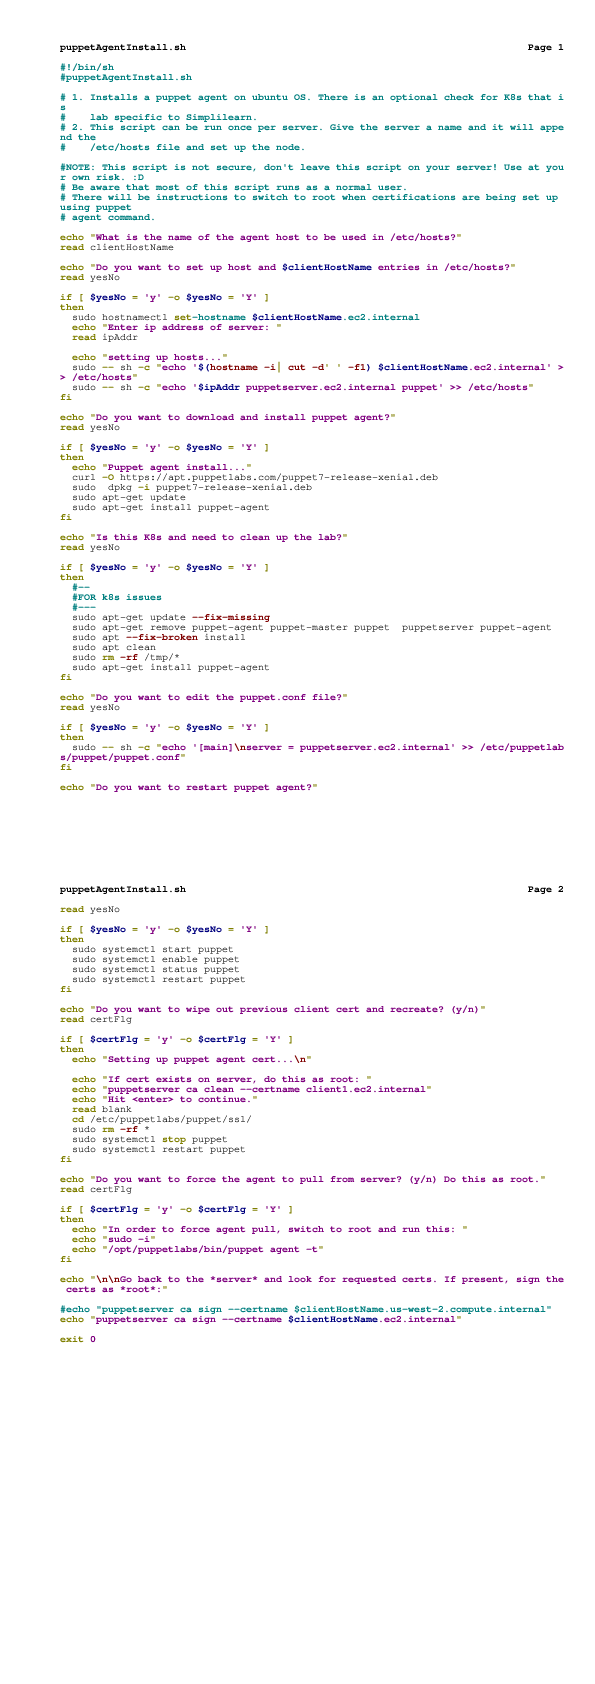 puppetAgentInstall.sh Page 1
#!/bin/sh
#puppetAgentInstall.sh
# 1. Installs a puppet agent on ubuntu OS. There is an optional check for K8s that i
s
#    lab specific to Simplilearn.
# 2. This script can be run once per server. Give the server a name and it will appe
nd the
#    /etc/hosts file and set up the node.
#NOTE: This script is not secure, don't leave this script on your server! Use at you
r own risk. :D
# Be aware that most of this script runs as a normal user.
# There will be instructions to switch to root when certifications are being set up
using puppet
# agent command.
echo "What is the name of the agent host to be used in /etc/hosts?"
read clientHostName
echo "Do you want to set up host and $clientHostName entries in /etc/hosts?"
read yesNo
if [ $yesNo = 'y' -o $yesNo = 'Y' ]
then
  sudo hostnamectl set-hostname $clientHostName.ec2.internal
  echo "Enter ip address of server: "
  read ipAddr
  echo "setting up hosts..."
  sudo -- sh -c "echo '$(hostname -i| cut -d' ' -f1) $clientHostName.ec2.internal' >
> /etc/hosts"
  sudo -- sh -c "echo '$ipAddr puppetserver.ec2.internal puppet' >> /etc/hosts"
fi
echo "Do you want to download and install puppet agent?"
read yesNo
if [ $yesNo = 'y' -o $yesNo = 'Y' ]
then
  echo "Puppet agent install..."
  curl -O https://apt.puppetlabs.com/puppet7-release-xenial.deb
  sudo  dpkg -i puppet7-release-xenial.deb
  sudo apt-get update
  sudo apt-get install puppet-agent
fi
echo "Is this K8s and need to clean up the lab?"
read yesNo
if [ $yesNo = 'y' -o $yesNo = 'Y' ]
then
  #--
  #FOR k8s issues
  #---
  sudo apt-get update --fix-missing
  sudo apt-get remove puppet-agent puppet-master puppet  puppetserver puppet-agent
  sudo apt --fix-broken install
  sudo apt clean
  sudo rm -rf /tmp/*
  sudo apt-get install puppet-agent
fi
echo "Do you want to edit the puppet.conf file?"
read yesNo
if [ $yesNo = 'y' -o $yesNo = 'Y' ]
then
  sudo -- sh -c "echo '[main]\nserver = puppetserver.ec2.internal' >> /etc/puppetlab
s/puppet/puppet.conf"
fi
echo "Do you want to restart puppet agent?"
puppetAgentInstall.sh Page 2
read yesNo
if [ $yesNo = 'y' -o $yesNo = 'Y' ]
then
  sudo systemctl start puppet
  sudo systemctl enable puppet
  sudo systemctl status puppet
  sudo systemctl restart puppet
fi
echo "Do you want to wipe out previous client cert and recreate? (y/n)"
read certFlg
if [ $certFlg = 'y' -o $certFlg = 'Y' ]
then
  echo "Setting up puppet agent cert...\n"
  echo "If cert exists on server, do this as root: "
  echo "puppetserver ca clean --certname client1.ec2.internal"
  echo "Hit <enter> to continue."
  read blank
  cd /etc/puppetlabs/puppet/ssl/
  sudo rm -rf *
  sudo systemctl stop puppet
  sudo systemctl restart puppet
fi
echo "Do you want to force the agent to pull from server? (y/n) Do this as root."
read certFlg
if [ $certFlg = 'y' -o $certFlg = 'Y' ]
then
  echo "In order to force agent pull, switch to root and run this: "
  echo "sudo -i"
  echo "/opt/puppetlabs/bin/puppet agent -t"
fi
echo "\n\nGo back to the *server* and look for requested certs. If present, sign the
 certs as *root*:"
#echo "puppetserver ca sign --certname $clientHostName.us-west-2.compute.internal"
echo "puppetserver ca sign --certname $clientHostName.ec2.internal"
exit 0